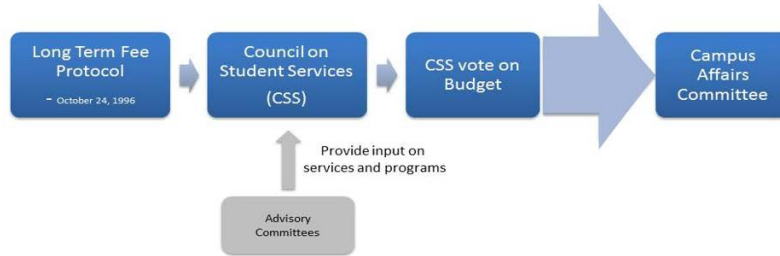 Long Term Fee
Protocol
- October 24, 1996
Council on
Student Services
(CSS)
CSS vote on
Budget
Campus
Affairs
Committee
Provide input on
services and programs
Advisory
Committees